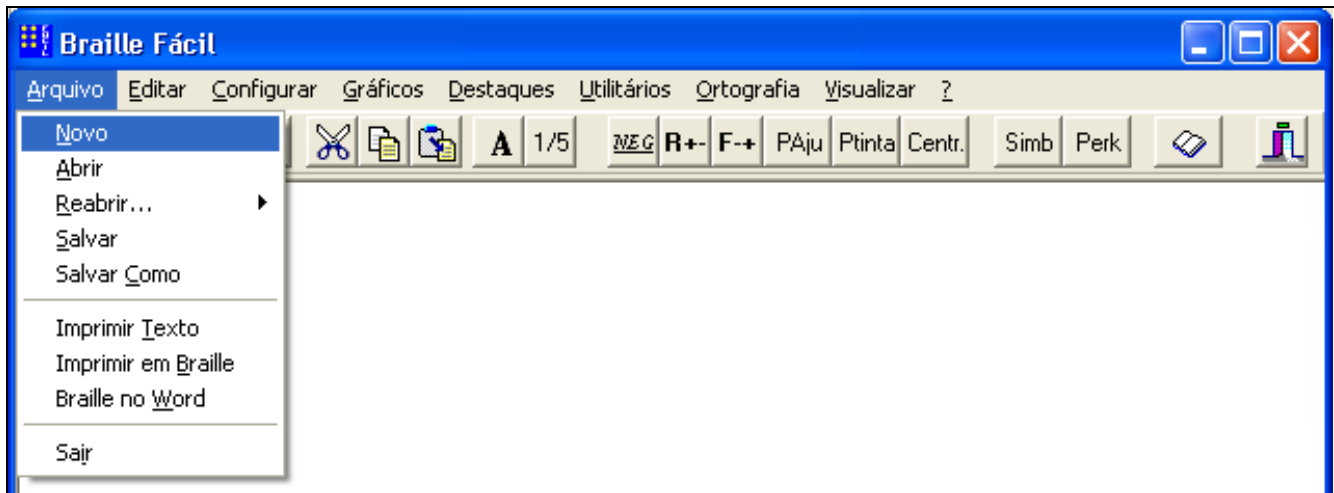 Braille Fácil
Arquivo Editar Configurar Gráficos Destaques Utilitários Ortografia Visualizar ?
A 1/5 NEG R+- F-+ PAju Ptinta Centr. Simb Perk
Novo
Abrir
Reabrir...
Salvar
Salvar Como
Imprimir Texto
Imprimir em Braille
Braille no Word
Sair